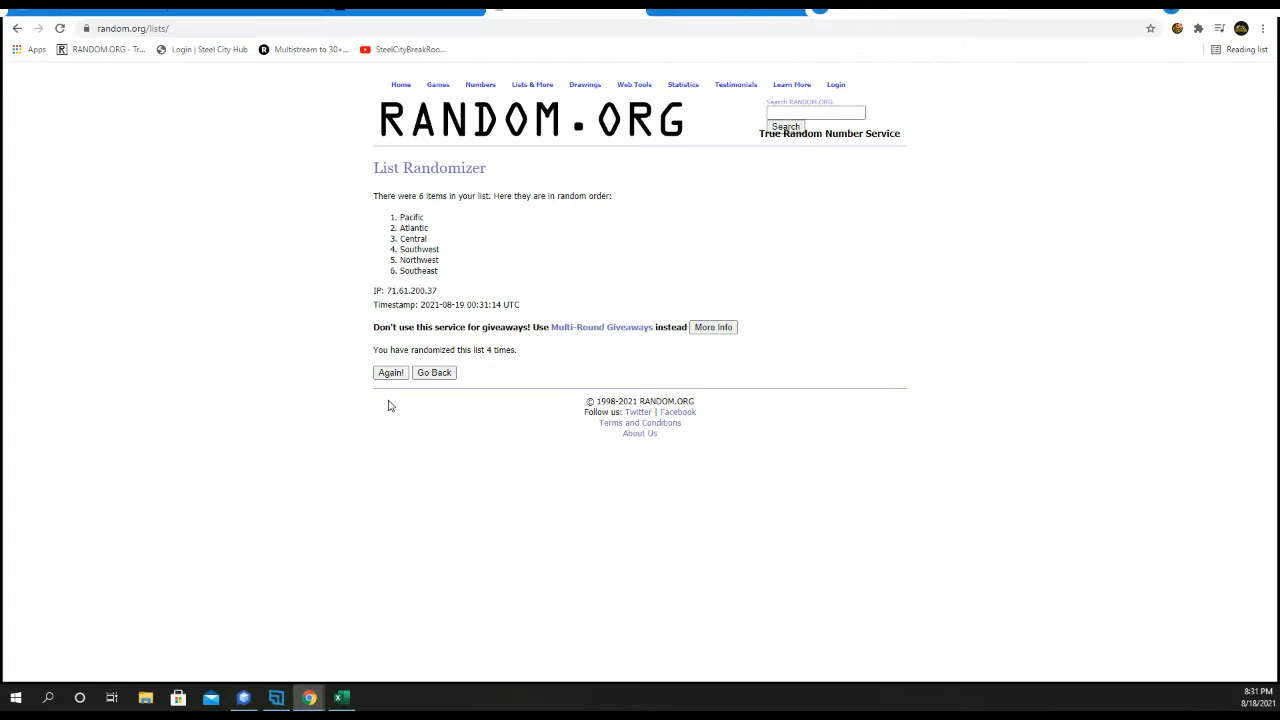 random.org/lists/
Apps RANDOM.ORG - Tr... Login | Steel City Hub Multistream to 30+... SteelCityBreakRoo... Reading list
Home Games Numbers Lists & More Drawings Web Tools Statistics Testimonials Learn More Login
Search RANDOM.ORG
RANDOM.ORG
Search
True Random Number Service
List Randomizer
There were 6 items in your list. Here they are in random order:
1. Pacific
2. Atlantic
3. Central
4. Southwest
5. Northwest
6. Southeast
IP: 71.61.200.37
Timestamp: 2021-08-19 00:31:14 UTC
Don't use this service for giveaways! Use Multi-Round Giveaways instead More Info
You have randomized this list 4 times.
Again! Go Back
© 1998-2021 RANDOM.ORG
Follow us: Twitter | Facebook
Terms and Conditions
About Us
8:31 PM
8/18/2021